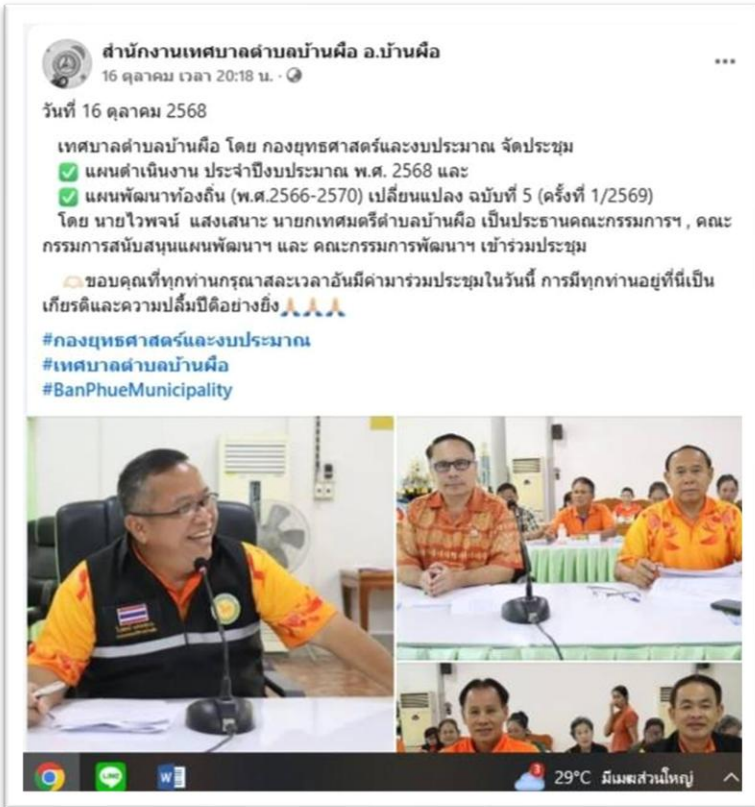 สำนักงานเทศบาลตำบลบ้านผือ อ.บ้านผือ
16 ตุลาคม เวลา 20:18 น. ·
วันที่ 16 ตุลาคม 2568
เทศบาลตำบลบ้านผือ โดย กองยุทธศาสตร์และงบประมาณ จัดประชุม
✅ แผนดำเนินงาน ประจำปีงบประมาณ พ.ศ. 2568 และ
✅ แผนพัฒนาท้องถิ่น (พ.ศ.2566-2570) เปลี่ยนแปลง ฉบับที่ 5 (ครั้งที่ 1/2569)
โดย นายไวพจน์ แสงเสนาะ นายกเทศมตรีตำบลบ้านผือ เป็นประธานคณะกรรมการฯ , คณะ
กรรมการสนับสนุนแผนพัฒนาฯ และ คณะกรรมการพัฒนาฯ เข้าร่วมประชุม
🫶🏻ขอบคุณที่ทุกท่านกรุณาสละเวลาอันมีค่ามาร่วมประชุมในวันนี้ การมีทุกท่านอยู่ที่นี่เป็น
เกียรติและความปลื้มปีติอย่างยิ่ง🙏🏻🙏🏻🙏🏻
#กองยุทธศาสตร์และงบประมาณ
#เทศบาลตำบลบ้านผือ
#BanPhueMunicipality
LINE
W
3
29°C มีเมฆส่วนใหญ่